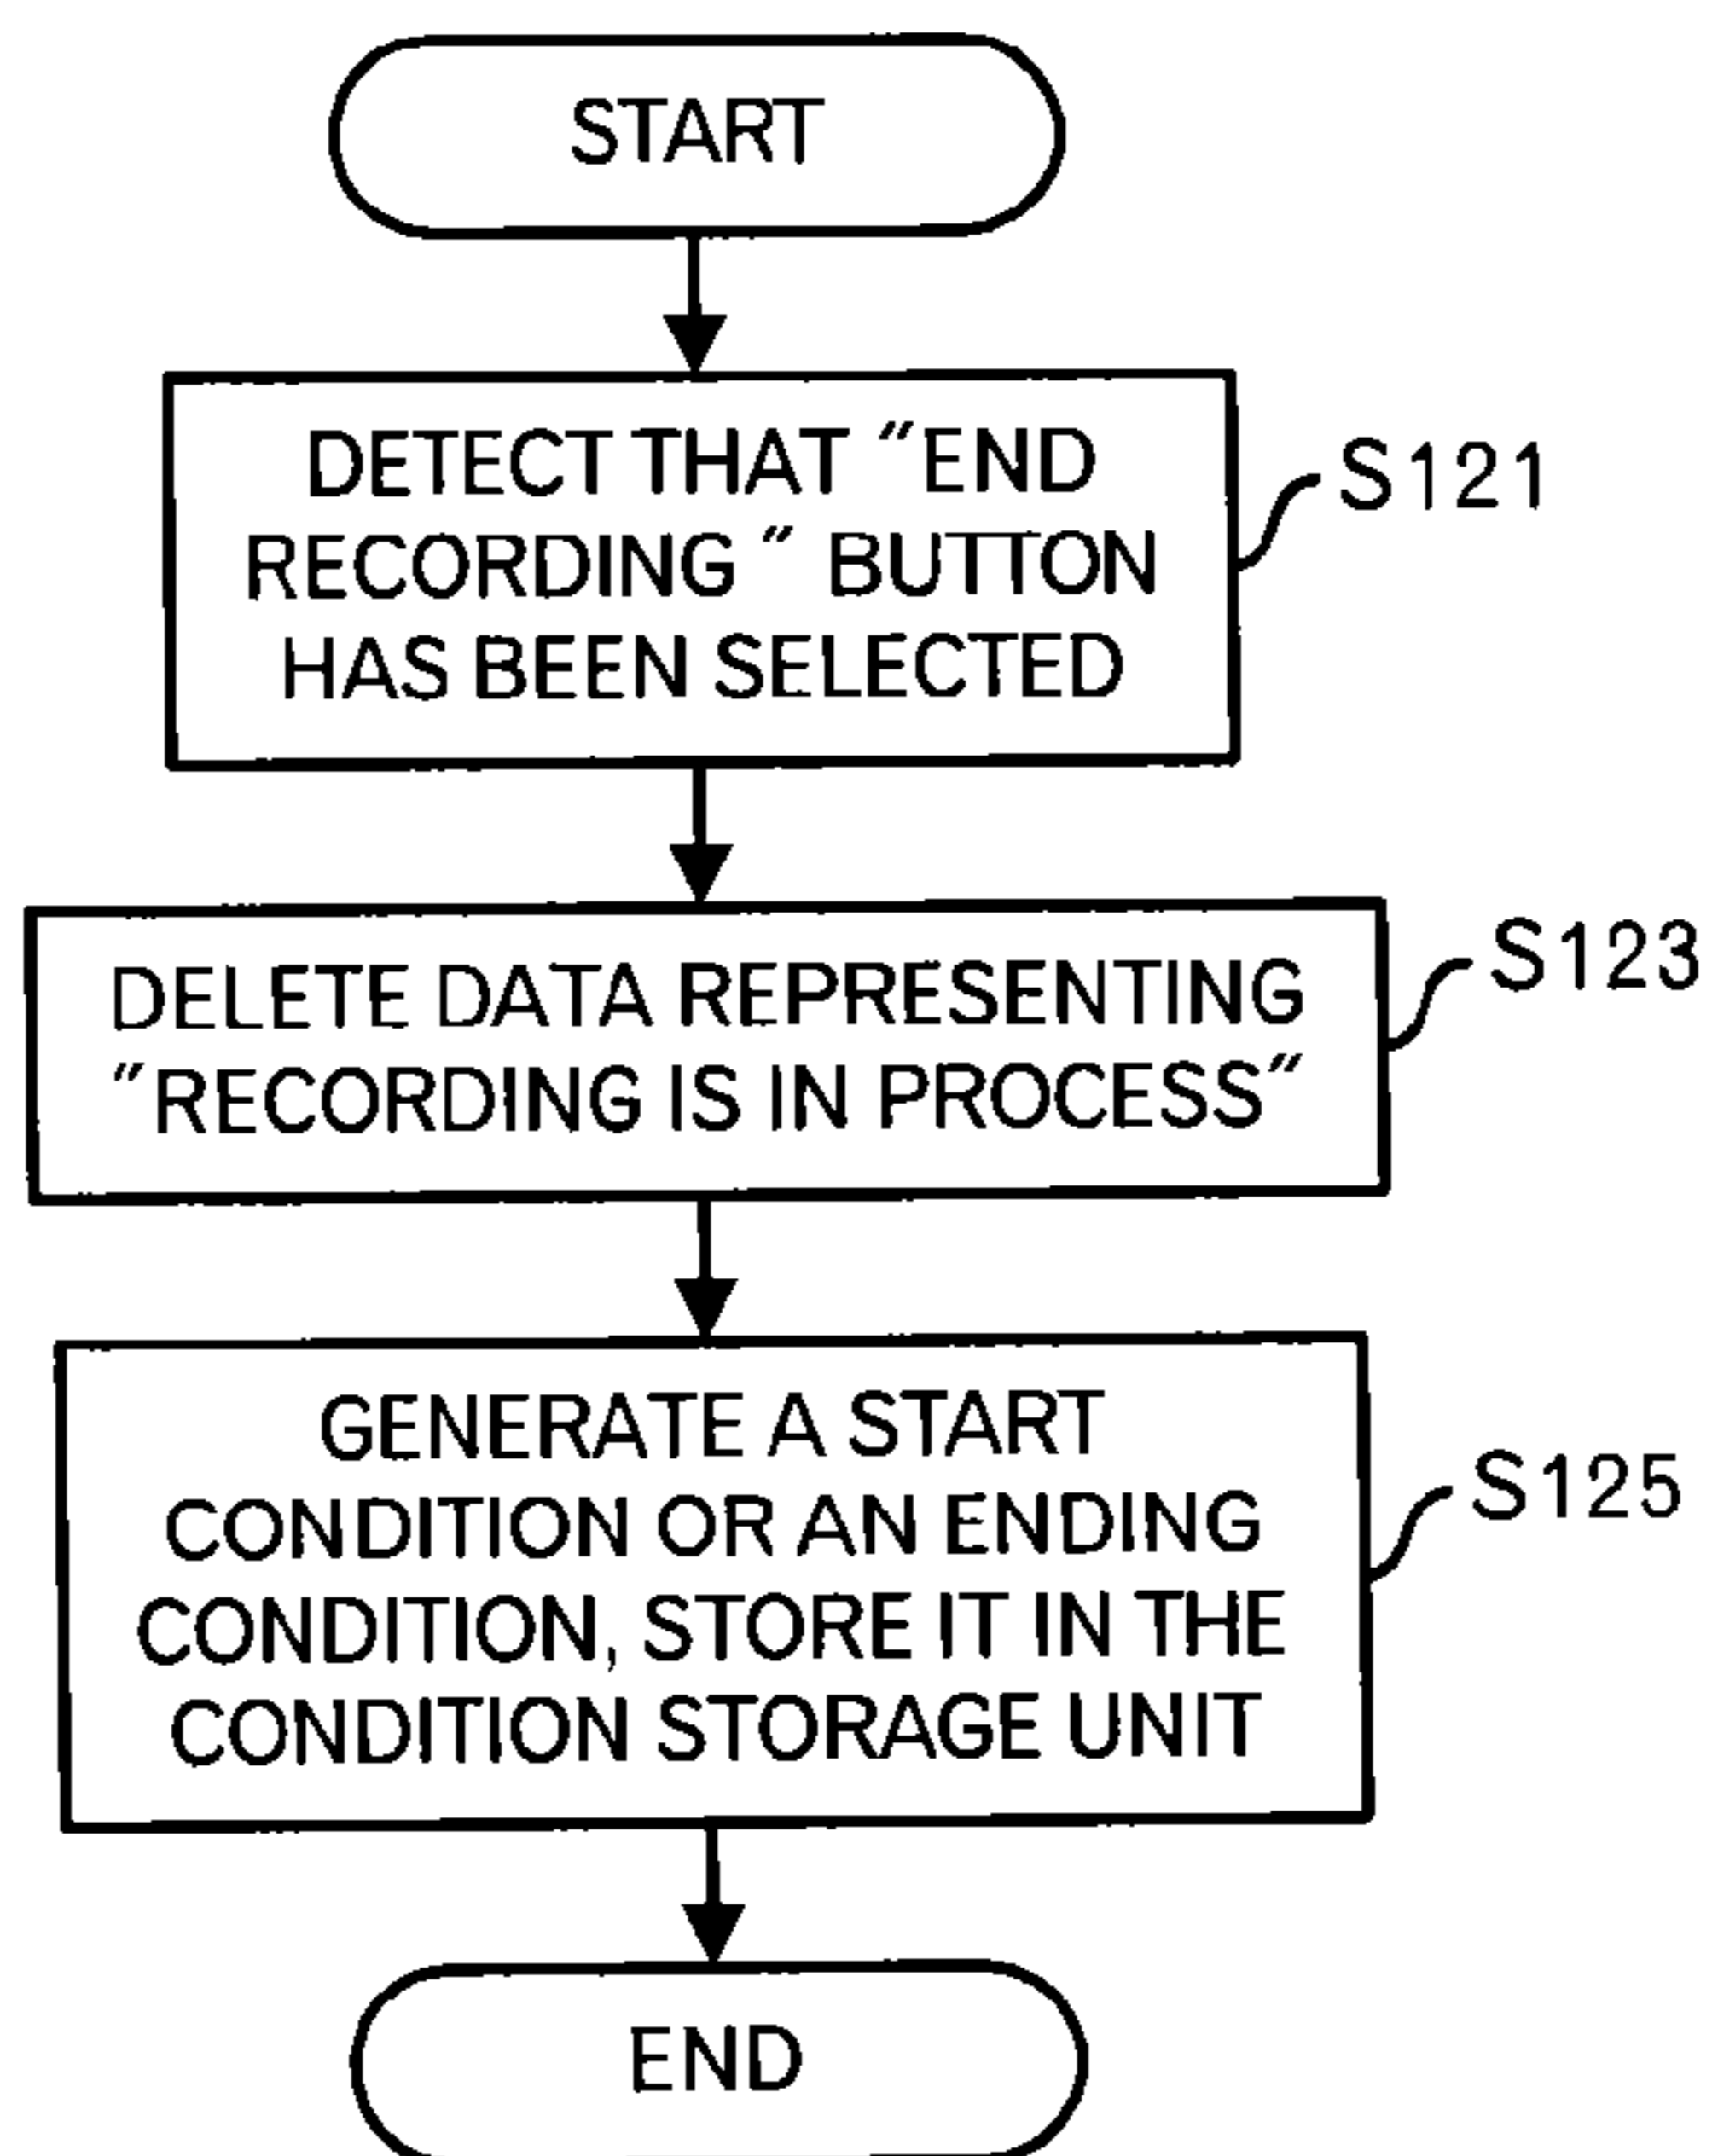 START
DETECT THAT "END
RECORDING" BUTTON
HAS BEEN SELECTED
S121
DELETE DATA REPRESENTING
"RECORDING IS IN PROCESS"
S123
GENERATE A START
CONDITION OR AN ENDING
CONDITION, STORE IT IN THE
CONDITION STORAGE UNIT
S125
END